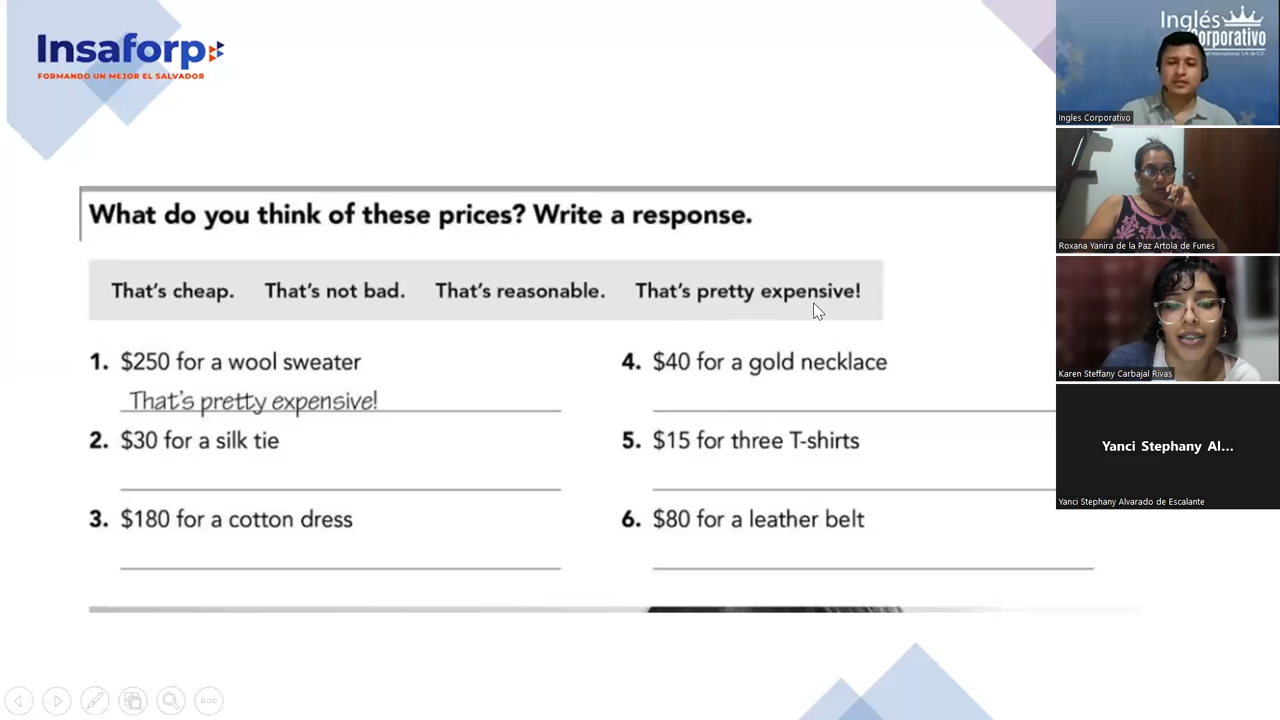 Insaforp
FORMANDO UN MEJOR EL SALVADOR
What do you think of these prices? Write a response.
That's cheap. That's not bad. That's reasonable. That's pretty expensive!
1. $250 for a wool sweater
That's pretty expensive!
2. $30 for a silk tie
3. $180 for a cotton dress
4. $40 for a gold necklace
5. $15 for three T-shirts
6. $80 for a leather belt
Inglés
Corporativo
Ingles Corporativo
Roxana Yanira de la Paz Artola de Funes
Karen Steffany Carbajal Rivas
Yanci Stephany Al...
Yanci Stephany Alvarado de Escalante